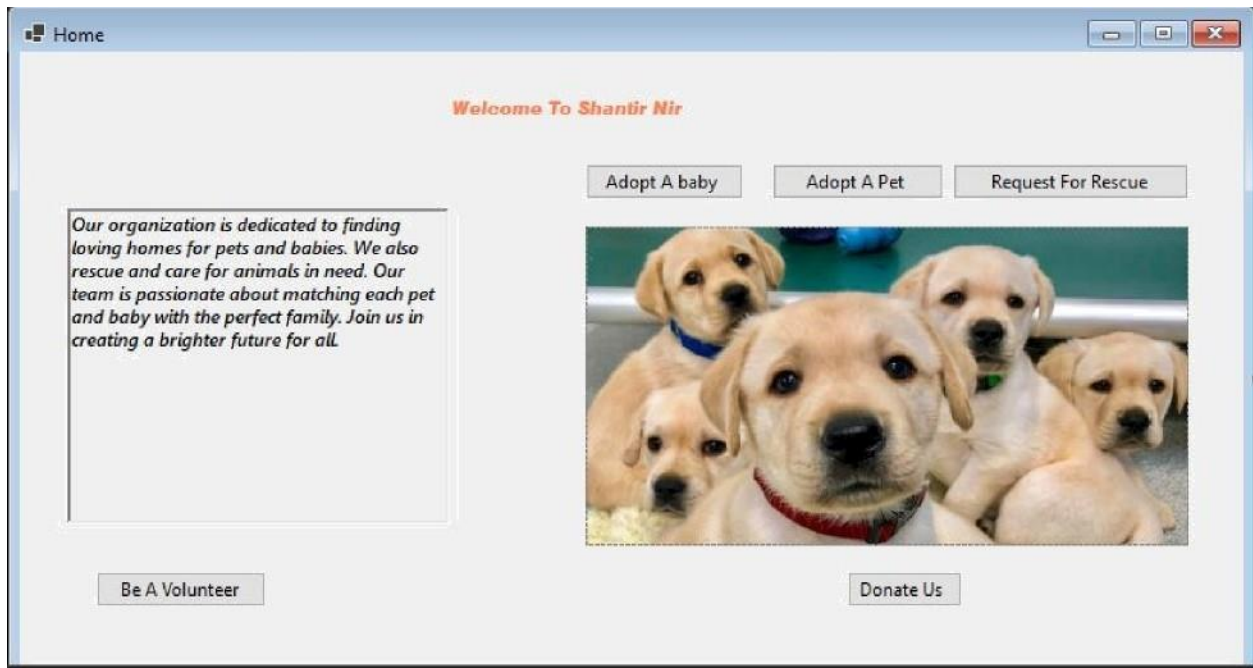 Home
Welcome To Shantir Nir
Adopt A baby
Adopt A Pet
Request For Rescue
Our organization is dedicated to finding
loving homes for pets and babies. We also
rescue and care for animals in need. Our
team is passionate about matching each pet
and baby with the perfect family. Join us in
creating a brighter future for all.
Be A Volunteer
Donate Us